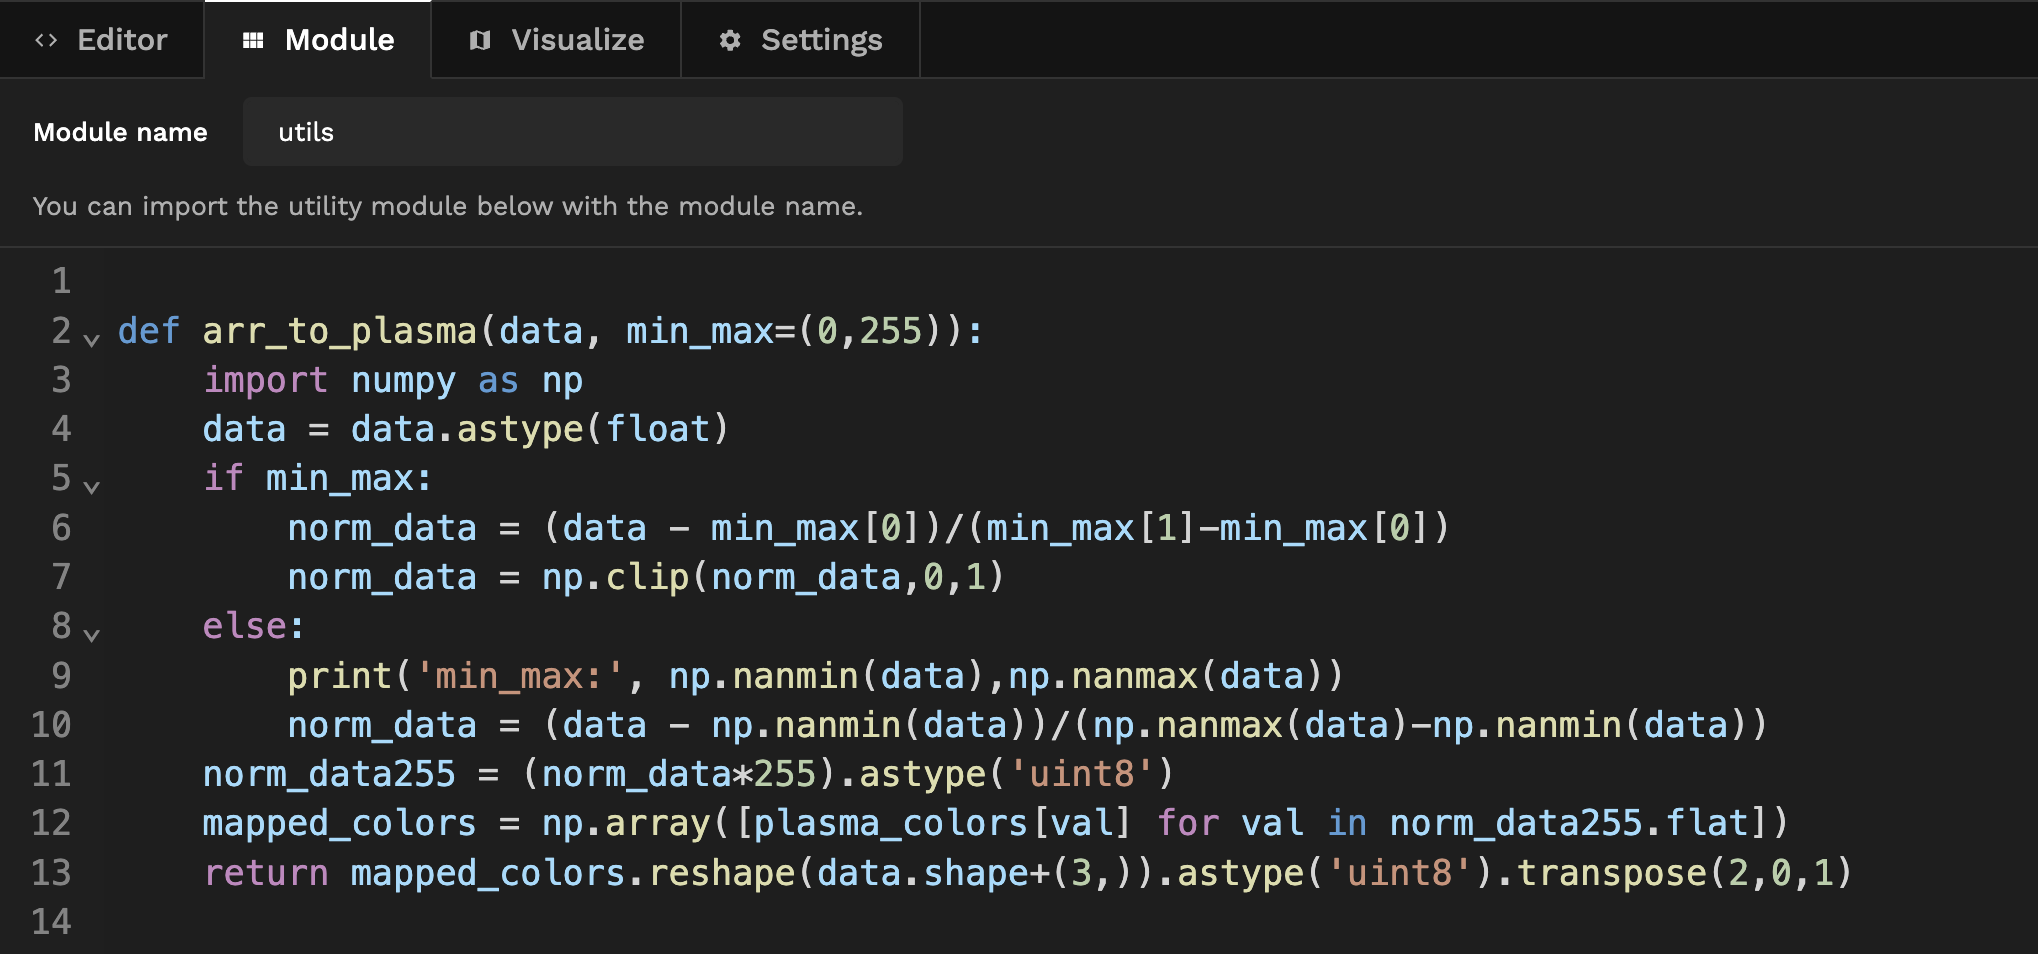 <> Editor Module Visualize Settings
Module name utils
You can import the utility module below with the module name.
1
2 def arr_to_plasma(data, min_max=(0,255)):
3     import numpy as np
4     data = data.astype(float)
5     if min_max:
6         norm_data = (data - min_max[0])/(min_max[1]-min_max[0])
7         norm_data = np.clip(norm_data,0,1)
8     else:
9         print('min_max:', np.nanmin(data),np.nanmax(data))
10         norm_data = (data - np.nanmin(data))/(np.nanmax(data)-np.nanmin(data))
11     norm_data255 = (norm_data*255).astype('uint8')
12     mapped_colors = np.array([plasma_colors[val] for val in norm_data255.flat])
13     return mapped_colors.reshape(data.shape+(3,)).astype('uint8').transpose(2,0,1)
14